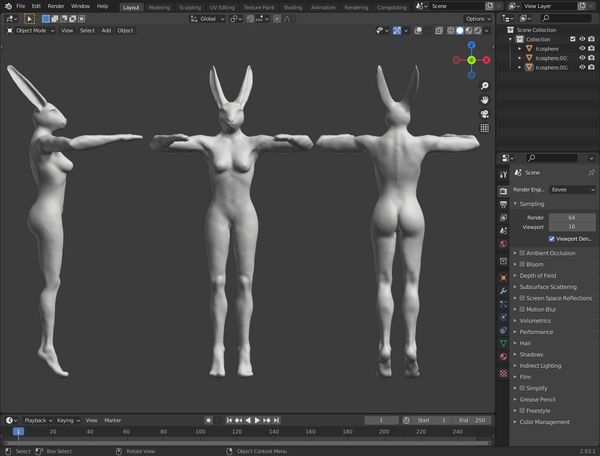 File Edit Render Window Help Layout Modeling Sculpting UV Editing Texture Paint Shading Animation Rendering Compositing Scene View Layer
Global Options
Object Mode View Select Add Object
Scene Collection
Collection
Icosphere
Icosphere.00
Icosphere.00
Z
Y
X
Scene
Render Engi.. Eevee
Sampling
Render 64
Viewport 16
Viewport Den..
Ambient Occlusion
Bloom
Depth of Field
Subsurface Scattering
Screen Space Reflections
Motion Blur
Volumetrics
Performance
Hair
Shadows
Indirect Lighting
Film
Simplify
Grease Pencil
Freestyle
Color Management
Playback Keying View Marker 1 Start 1 End 250
1 20 40 60 80 100 120 140 160 180 200 220 240
Select Box Select Rotate View Object Context Menu 2.93.1